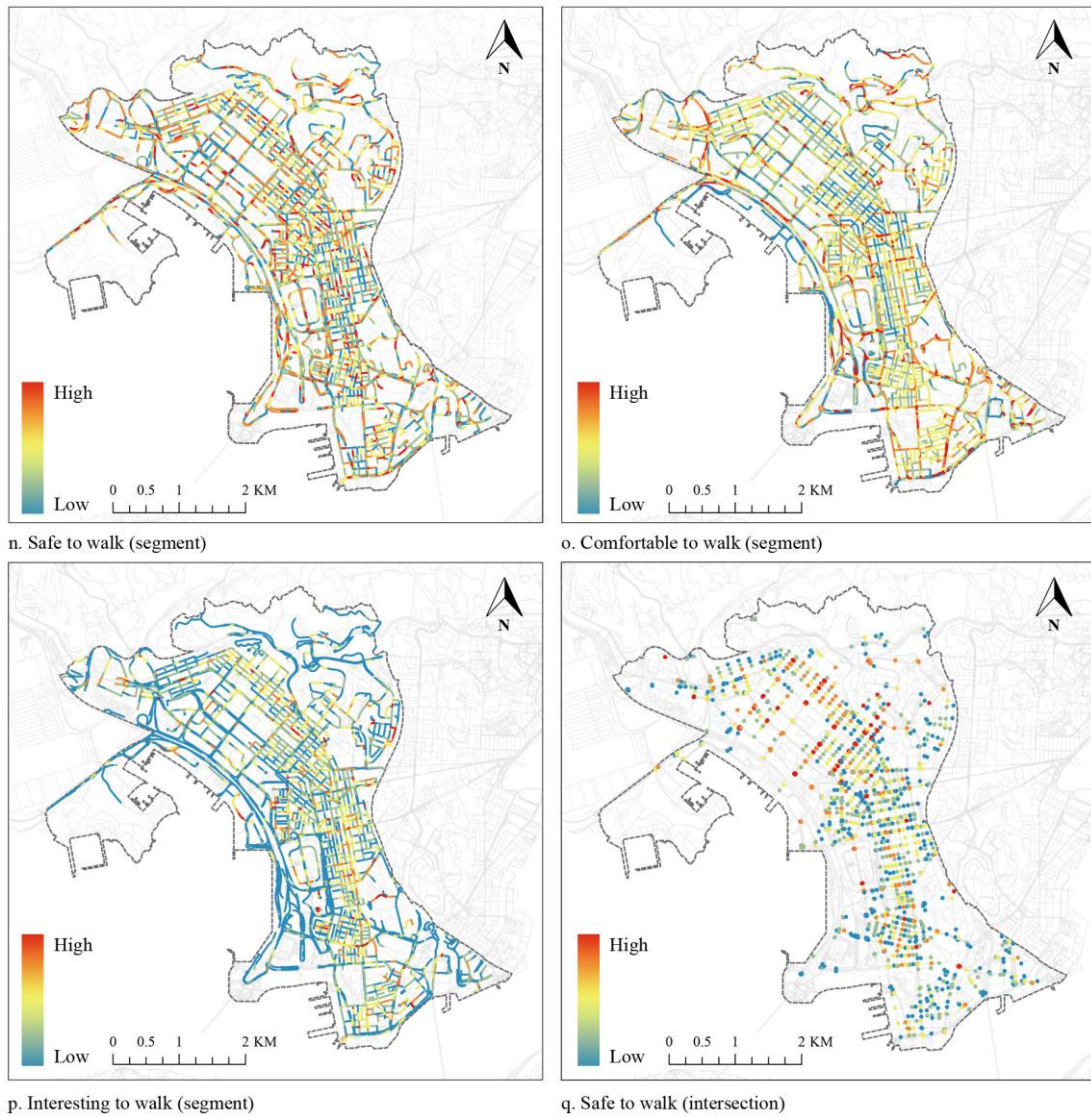 N
High
Low
0 0.5 1 2 KM
n. Safe to walk (segment)
N
High
Low
0 0.5 1 2 KM
o. Comfortable to walk (segment)
N
High
Low
0 0.5 1 2 KM
p. Interesting to walk (segment)
N
High
Low
0 0.5 1 2 KM
q. Safe to walk (intersection)